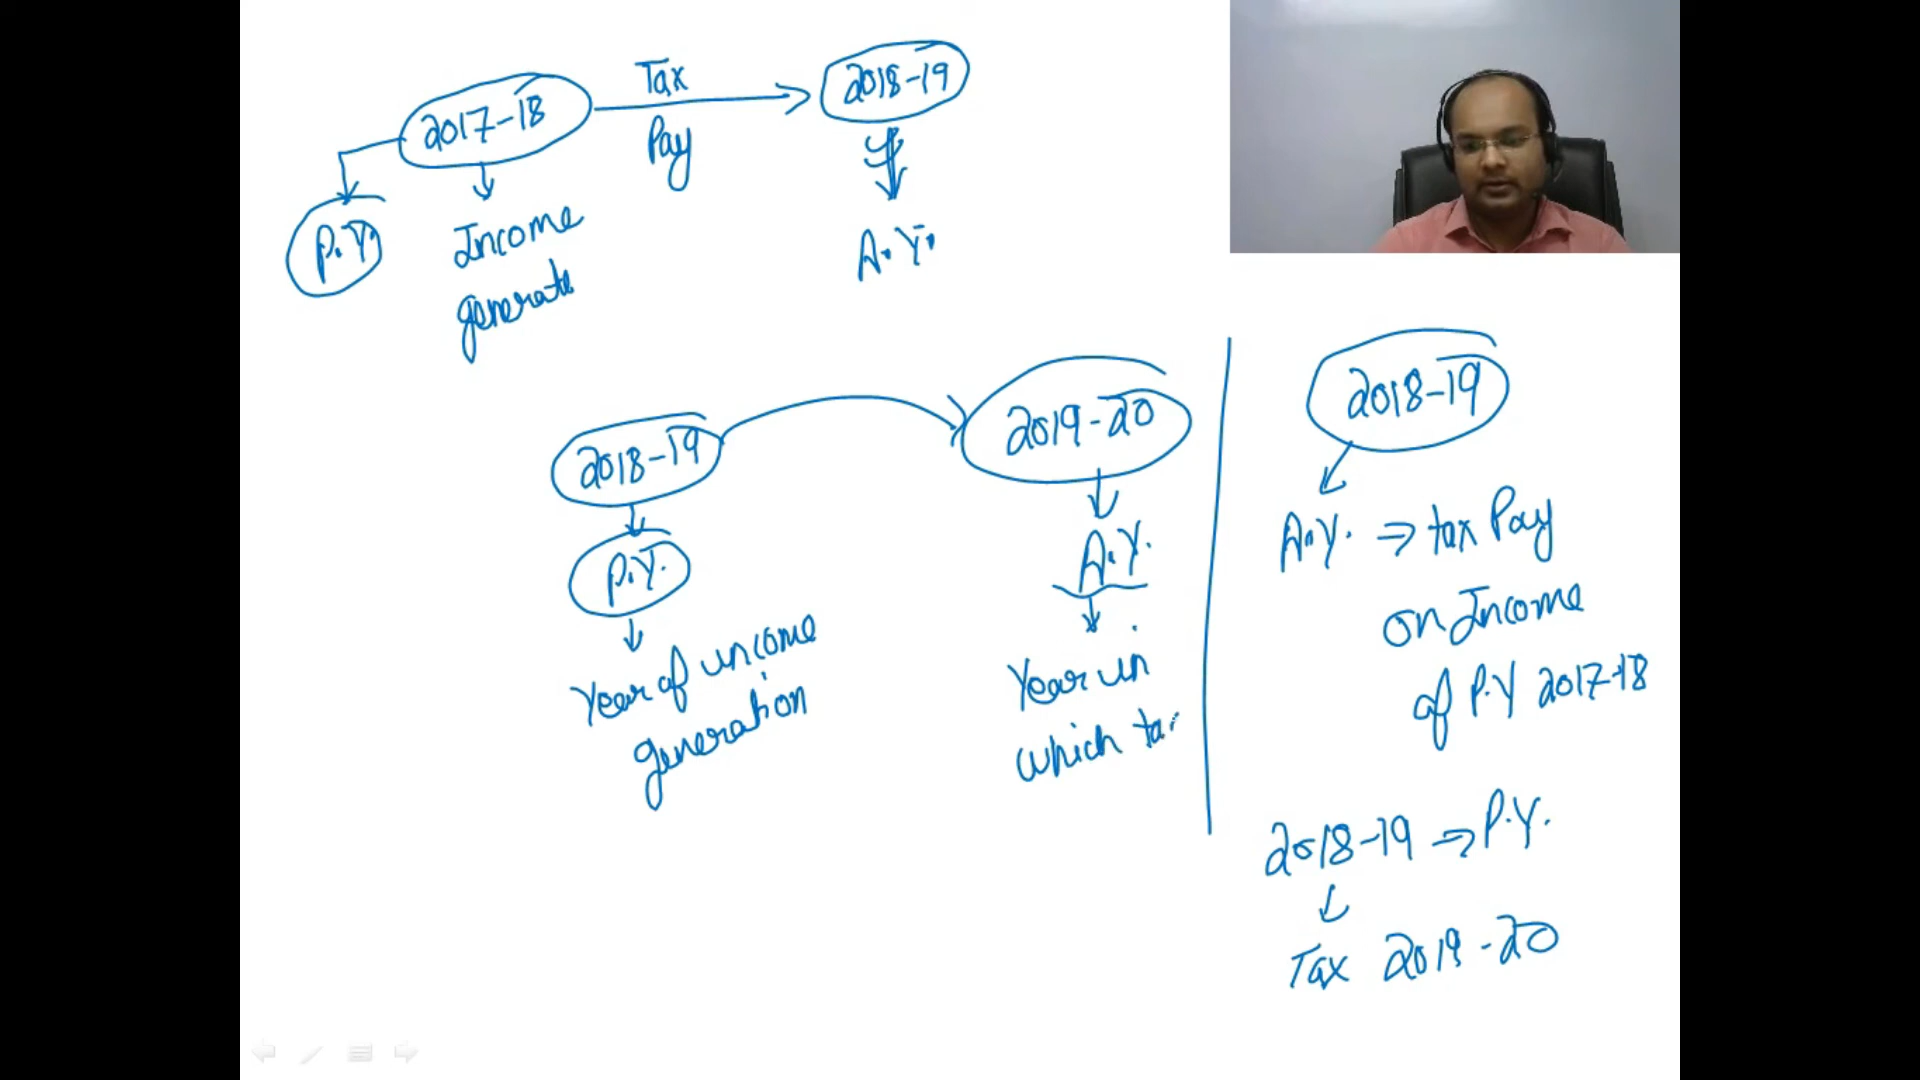 2017-18
Tax
Pay
2018-19
P.Y.
Income
generate
A.Y.
2018-19
2019-20
P.Y.
A.Y.
Year of income
generation
Year in
which ta
2018-19
A.Y. ⇒ tax Pay
on Income
of P.Y 2017-18
2018-19 ⇒ P.Y.
Tax 2019-20